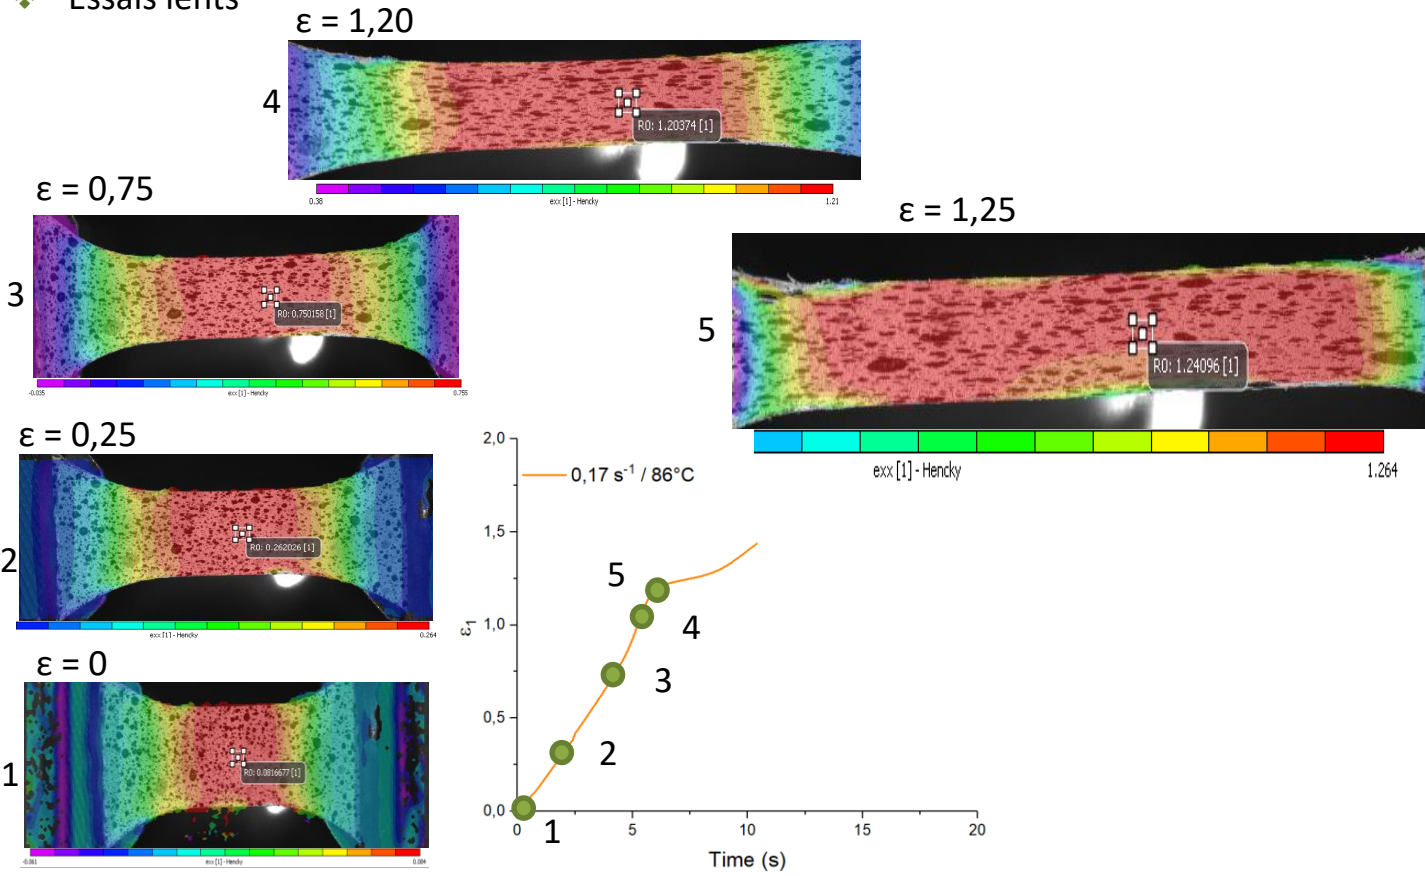 Essais lents
ε = 1,20
4
R0: 1.20374 [1]
0.38
exx [1] - Hencky
1.21
ε = 0,75
3
R0: 0.750158 [1]
-0.035
exx [1] - Hencky
0.755
ε = 1,25
5
R0: 1.24096 [1]
exx [1] - Hencky
1.264
ε = 0,25
2
R0: 0.262026 [1]
exx [1] - Hencky
0.264
ε = 0
1
R0: 0.0816677 [1]
-0.061
exx [1] - Hencky
0.084
2,0
1,5
1,0
0,5
0,0
ε1
0,17 s-1 / 86°C
5
4
3
2
1
0
5
10
15
20
Time (s)